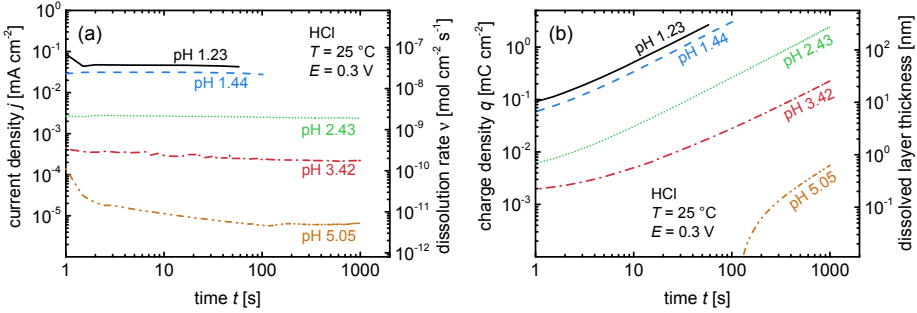 (a)
HCl
T = 25 °C
E = 0.3 V
pH 1.23
pH 1.44
pH 2.43
pH 3.42
pH 5.05
current density j [mA cm⁻²]
10⁰
10⁻¹
10⁻²
10⁻³
10⁻⁴
10⁻⁵
dissolution rate ν [mol cm⁻² s⁻¹]
10⁻⁷
10⁻⁸
10⁻⁹
10⁻¹⁰
10⁻¹¹
10⁻¹²
1 10 100 1000
time t [s]
(b)
pH 1.23
pH 1.44
pH 2.43
pH 3.42
pH 5.05
HCl
T = 25 °C
E = 0.3 V
charge density q [mC cm⁻²]
10⁰
10⁻¹
10⁻²
10⁻³
dissolved layer thickness [nm]
10²
10¹
10⁰
10⁻¹
1 10 100 1000
time t [s]